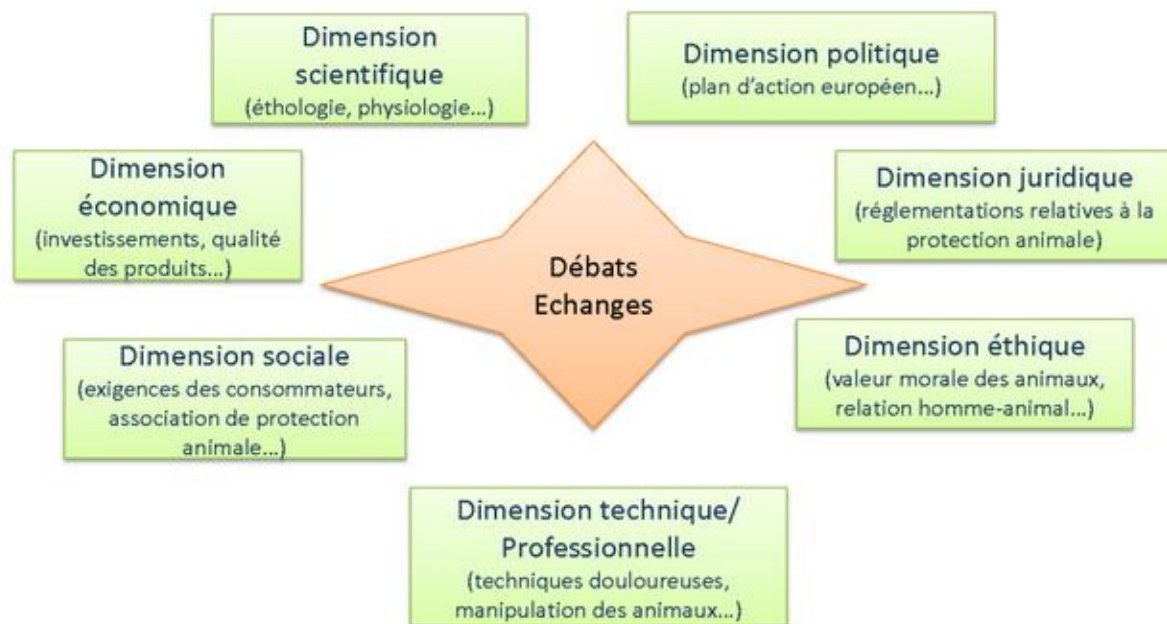 Dimension
scientifique
(éthologie, physiologie...)
Dimension politique
(plan d'action européen...)
Dimension
économique
(investissements, qualité
des produits...)
Dimension juridique
(réglementations relatives à la
protection animale)
Débats
Echanges
Dimension sociale
(exigences des consommateurs,
association de protection
animale...)
Dimension éthique
(valeur morale des animaux,
relation homme-animal...)
Dimension technique/
Professionnelle
(techniques douloureuses,
manipulation des animaux...)